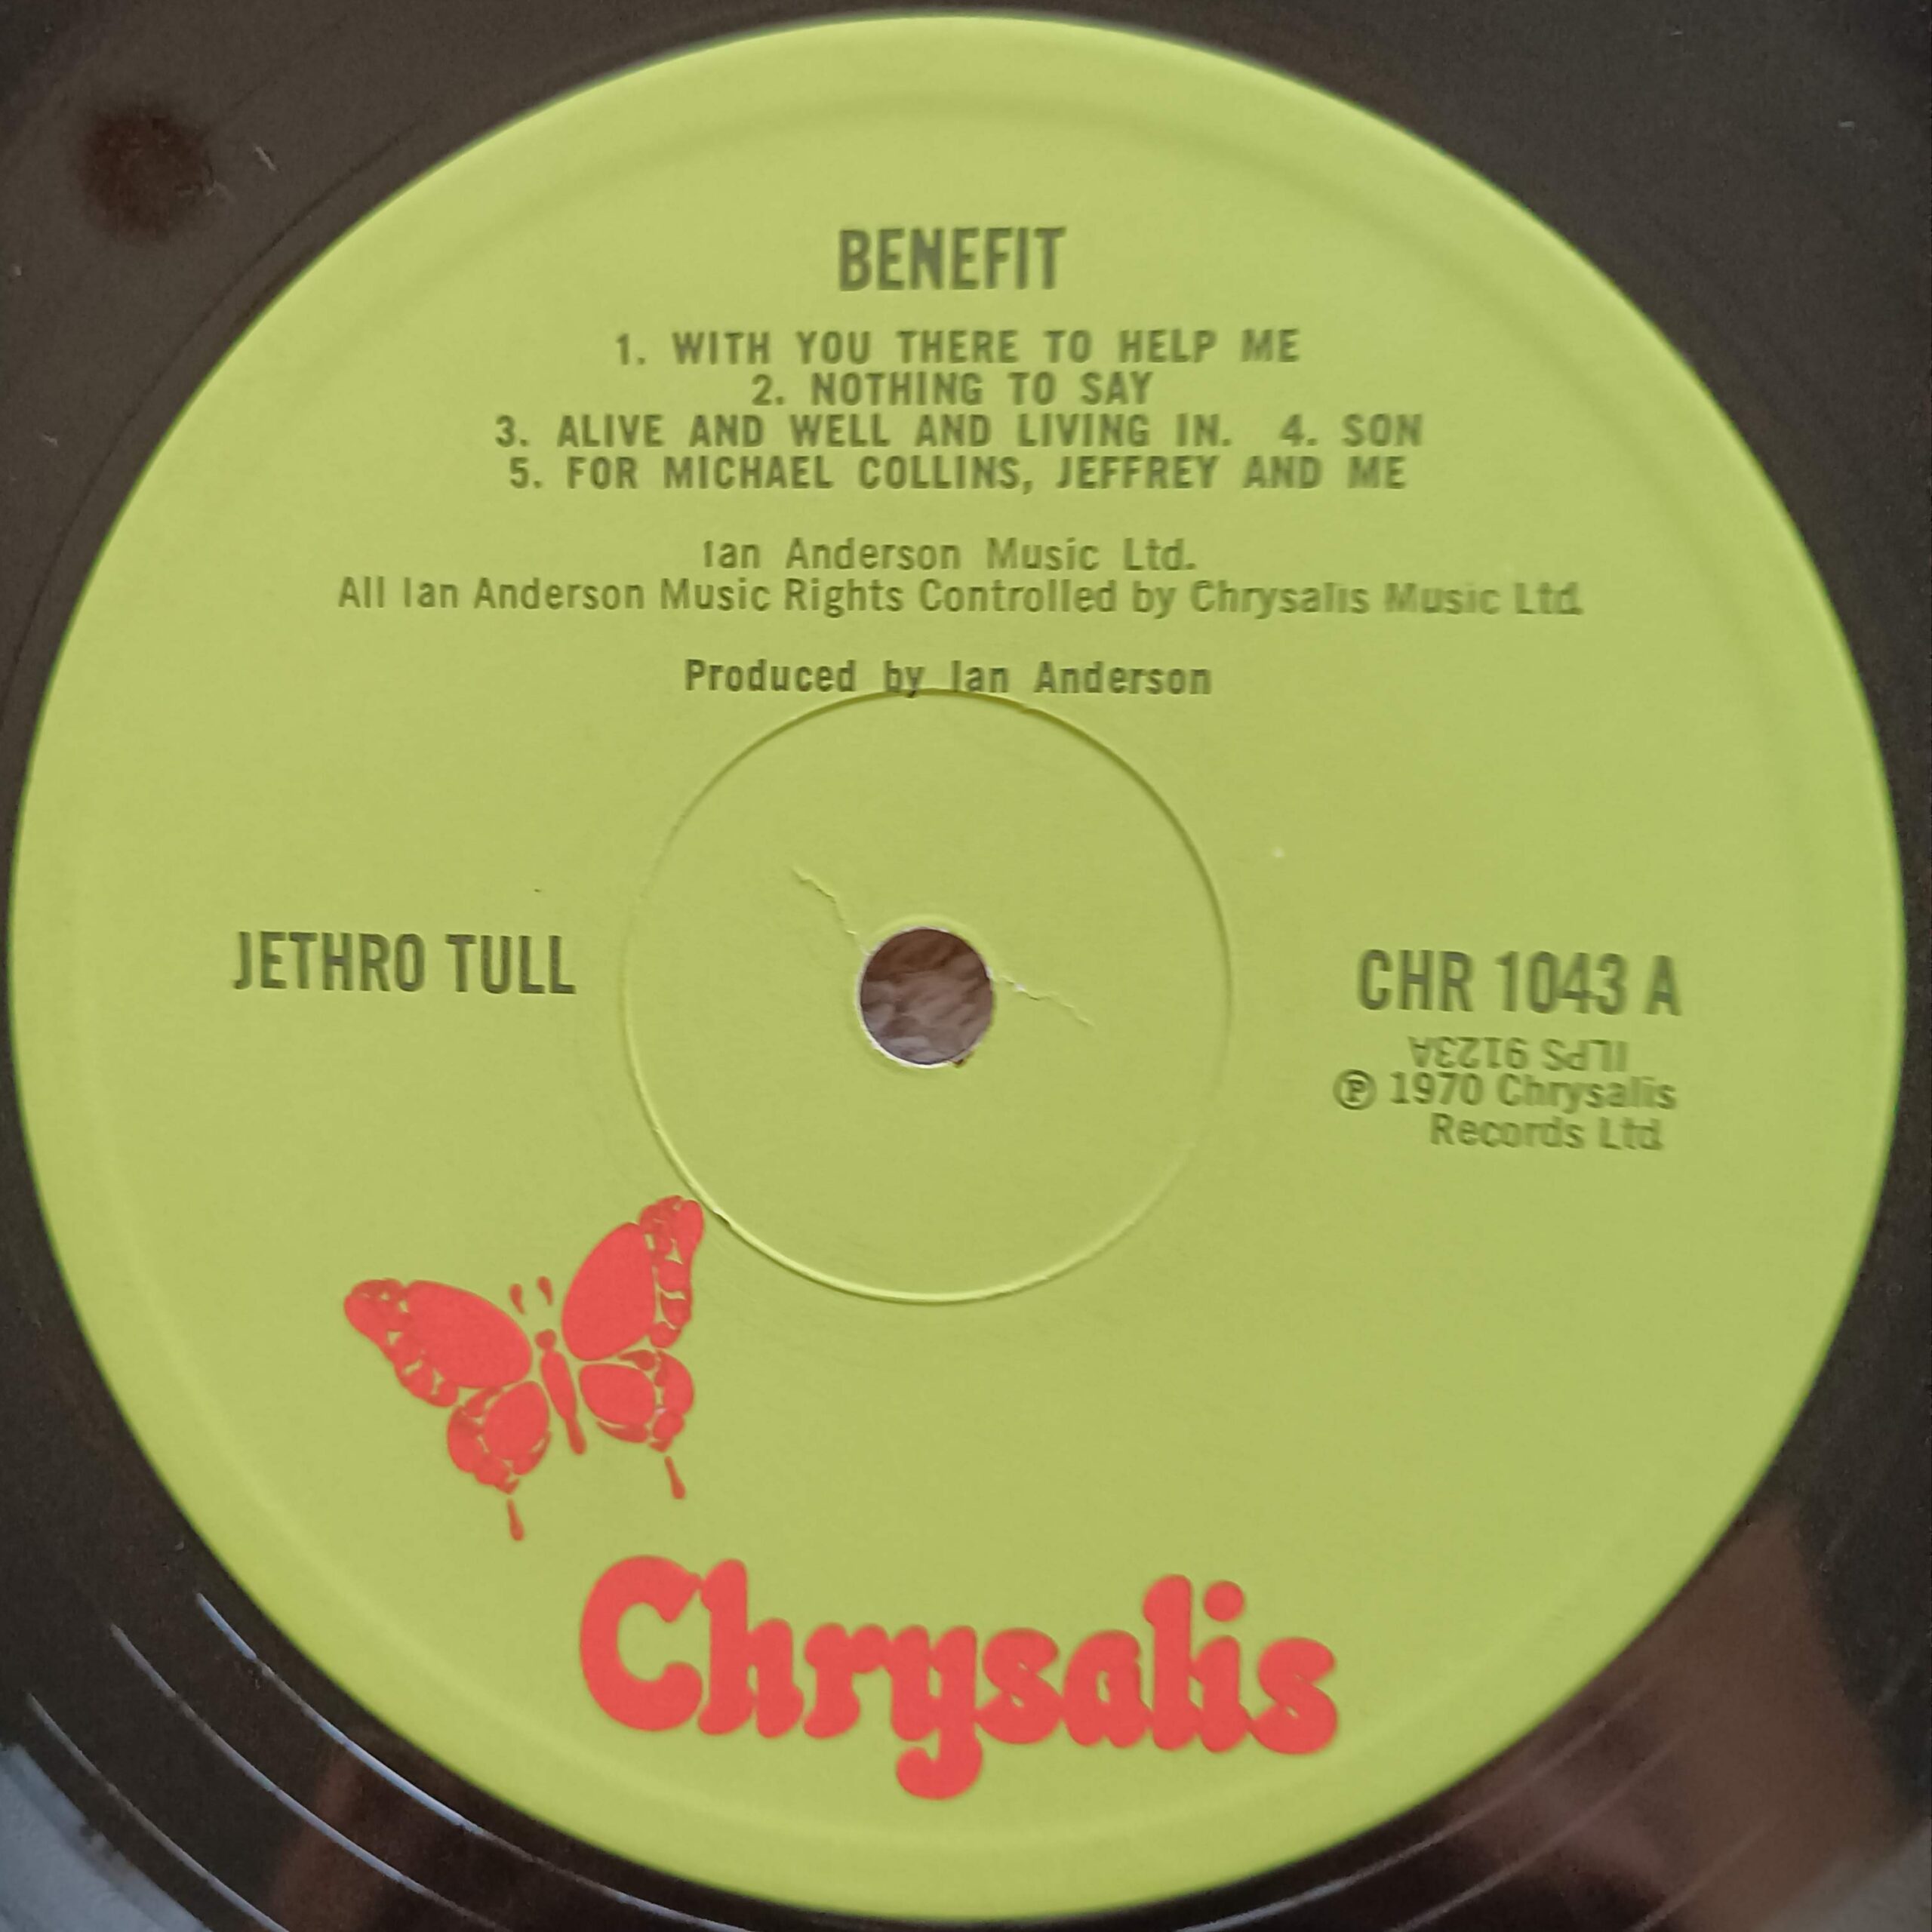 BENEFIT
1. WITH YOU THERE TO HELP ME
2. NOTHING TO SAY
3. ALIVE AND WELL AND LIVING IN. 4. SON
5. FOR MICHAEL COLLINS, JEFFREY AND ME
Ian Anderson Music Ltd.
All Ian Anderson Music Rights Controlled by Chrysalis Music Ltd.
Produced by Ian Anderson
JETHRO TULL
CHR 1043 A
ILPS 9123A
℗ 1970 Chrysalis
Records Ltd.
Chrysalis